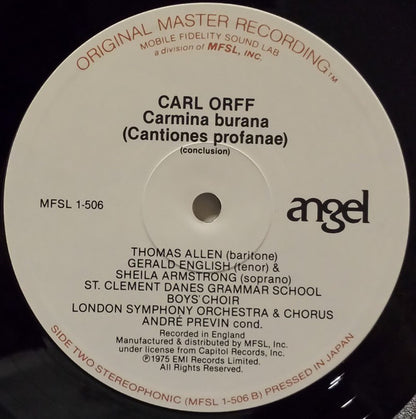 ORIGINAL MASTER RECORDING™
MOBILE FIDELITY SOUND LAB
a division of MFSL, INC.
CARL ORFF
Carmina burana
(Cantiones profanae)
(conclusion)
MFSL 1-506
angel
THOMAS ALLEN (baritone)
GERALD ENGLISH (tenor) &
SHEILA ARMSTRONG (soprano)
ST. CLEMENT DANES GRAMMAR SCHOOL
BOYS' CHOIR
LONDON SYMPHONY ORCHESTRA & CHORUS
ANDRÉ PREVIN cond.
Recorded in England
Manufactured & distributed by MFSL, Inc.
under license from Capitol Records, Inc.
℗1975 EMI Records Limited
All Rights Reserved.
SIDE TWO STEREOPHONIC (MFSL 1-506 B) PRESSED IN JAPAN